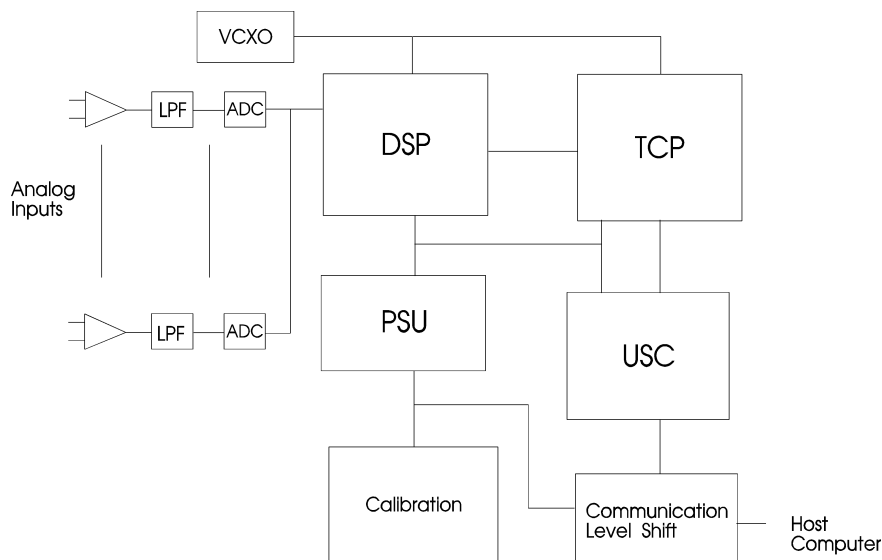 VCXO
LPF
ADC
DSP
TCP
Analog
Inputs
LPF
ADC
PSU
USC
Calibration
Communication
Level Shift
Host
Computer